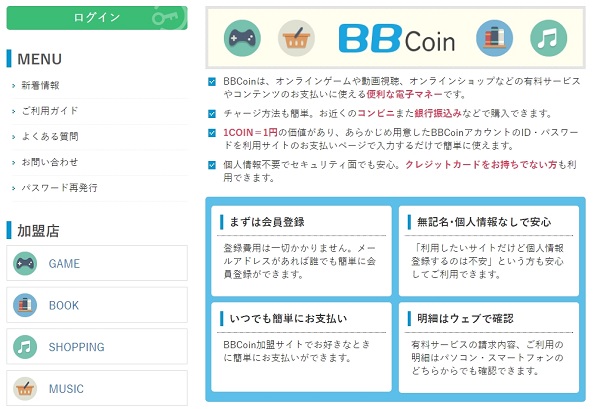 ログイン
MENU
新着情報
ご利用ガイド
よくある質問
お問い合わせ
パスワード再発行
加盟店
GAME
BOOK
SHOPPING
MUSIC
BBCoin
BBCoinは、オンラインゲームや動画視聴、オンラインショップなどの有料サービス
やコンテンツのお支払いに使える便利な電子マネーです。
チャージ方法も簡単。お近くのコンビニまた銀行振込みなどで購入できます。
1COIN=1円の価値があり、あらかじめ用意したBBCoinアカウントのID・パスワー
ドを利用サイトのお支払いページで入力するだけで簡単に使えます。
個人情報不要でセキュリティ面でも安心。クレジットカードをお持ちでない方も利
用できます。
まずは会員登録
登録費用は一切かかりません。メー
ルアドレスがあれば誰でも簡単に会
員登録ができます。
無記名・個人情報なしで安心
「利用したいサイトだけど個人情報
登録するのは不安」という方も安心
してご利用できます。
いつでも簡単にお支払い
BBCoin加盟サイトでお好きなとき
に簡単にお支払いができます。
明細はウェブで確認
有料サービスの請求内容、ご利用の
明細はパソコン・スマートフォンの
どちらからでも確認できます。